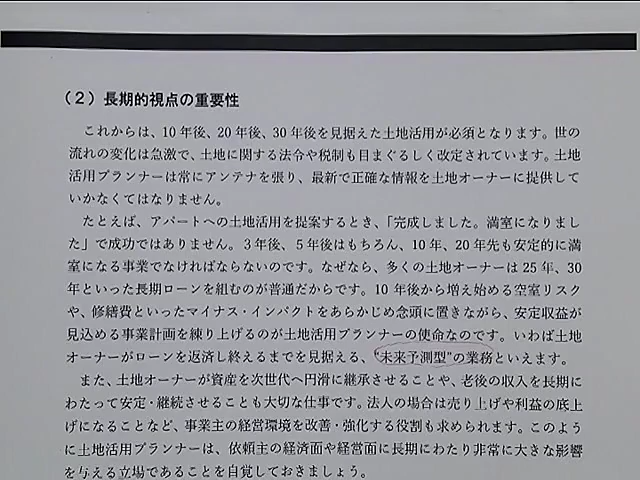 （2）長期的視点の重要性
これからは、10年後、20年後、30年後を見据えた土地活用が必須となります。世の
流れの変化は急激で、土地に関する法令や税制も目まぐるしく改定されています。土地
活用プランナーは常にアンテナを張り、最新で正確な情報を土地オーナーに提供して
いかなくてはなりません。
たとえば、アパートへの土地活用を提案するとき、「完成しました。満室になりまし
た」で成功ではありません。3年後、5年後はもちろん、10年、20年先も安定的に満
室になる事業でなければならないのです。なぜなら、多くの土地オーナーは25年、30
年といった長期ローンを組むのが普通だからです。10年後から増え始める空室リスク
や、修繕費といったマイナス・インパクトをあらかじめ念頭に置きながら、安定収益が
見込める事業計画を練り上げるのが土地活用プランナーの使命なのです。いわば土地
オーナーがローンを返済し終えるまでを見据える、“未来予測型”の業務といえます。
また、土地オーナーが資産を次世代へ円滑に継承させることや、老後の収入を長期に
わたって安定・継続させることも大切な仕事です。法人の場合は売り上げや利益の底上
げになることなど、事業主の経営環境を改善・強化する役割も求められます。このよう
に土地活用プランナーは、依頼主の経済面や経営面に長期にわたり非常に大きな影響
を与える立場であることを自覚しておきましょう。